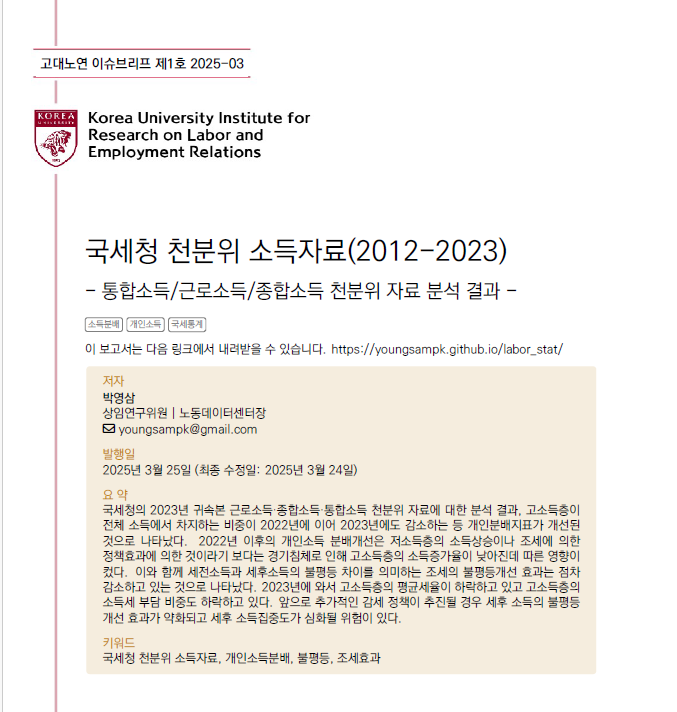 고대노연 이슈브리프 제1호 2025-03
KOREA
UNIVERSITY
Korea University Institute for
Research on Labor and
Employment Relations
국세청 천분위 소득자료(2012-2023)
- 통합소득/근로소득/종합소득 천분위 자료 분석 결과 -
소득분배 개인소득 국세통계
이 보고서는 다음 링크에서 내려받을 수 있습니다. https://youngsampk.github.io/labor_stat/
저자
박영삼
상임연구위원 | 노동데이터센터장
youngsampk@gmail.com
발행일
2025년 3월 25일 (최종 수정일: 2025년 3월 24일)
요 약
국세청의 2023년 귀속본 근로소득·종합소득·통합소득 천분위 자료에 대한 분석 결과, 고소득층이
전체 소득에서 차지하는 비중이 2022년에 이어 2023년에도 감소하는 등 개인분배지표가 개선된
것으로 나타났다. 2022년 이후의 개인소득 분배개선은 저소득층의 소득상승이나 조세에 의한
정책효과에 의한 것이라기 보다는 경기침체로 인해 고소득층의 소득증가율이 낮아진데 따른 영향이
컸다. 이와 함께 세전소득과 세후소득의 불평등 차이를 의미하는 조세의 불평등개선 효과는 점차
감소하고 있는 것으로 나타났다. 2023년에 와서 고소득층의 평균세율이 하락하고 있고 고소득층의
소득세 부담 비중도 하락하고 있다. 앞으로 추가적인 감세 정책이 추진될 경우 세후 소득의 불평등
개선 효과가 약화되고 세후 소득집중도가 심화될 위험이 있다.
키워드
국세청 천분위 소득자료, 개인소득분배, 불평등, 조세효과